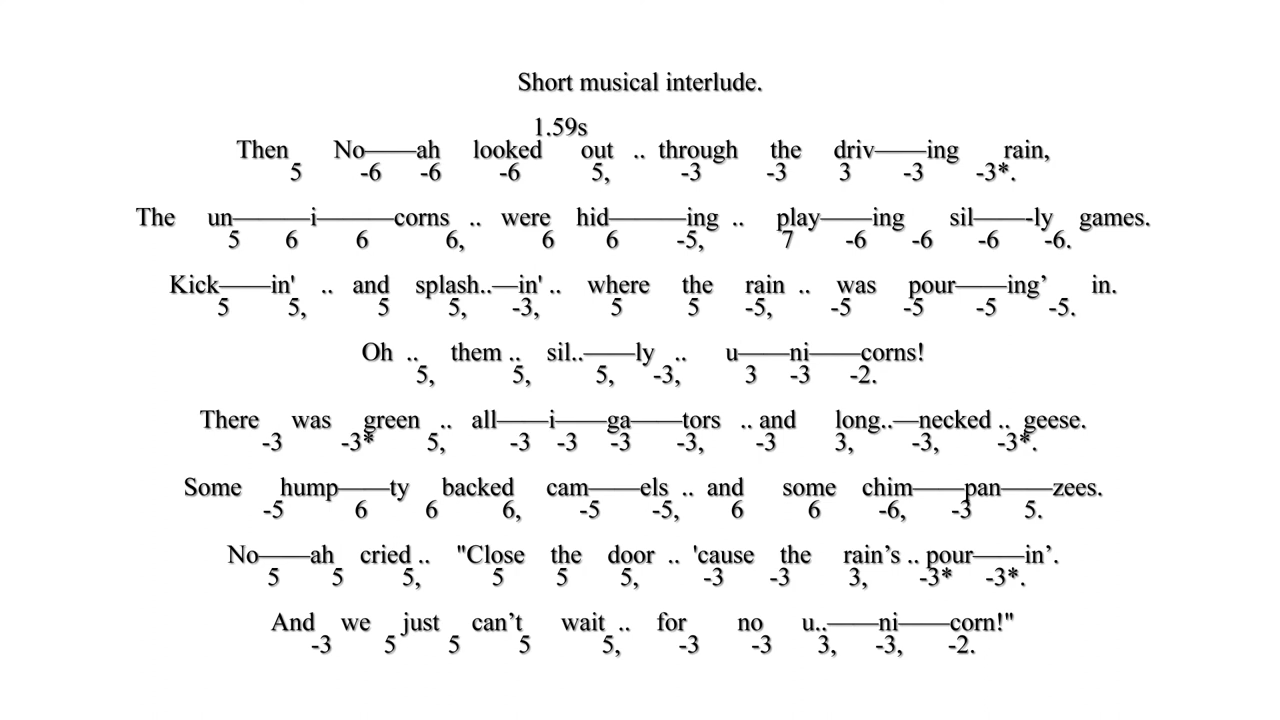 Short musical interlude.
1.59s
Then No——ah looked out .. through the driv——ing rain,
5 -6 -6 -6 5, -3 -3 3 -3 -3*.
The un———i———corns .. were hid———ing .. play——ing sil——-ly games.
5 6 6 6, 6 6 -5, 7 -6 -6 -6 -6.
Kick——in' .. and splash..—in' .. where the rain .. was pour——ing’ in.
5 5, 5 5, -3, 5 5 -5, -5 -5 -5 -5.
Oh .. them .. sil..——ly .. u——ni——corns!
5, 5, 5, -3, 3 -3 -2.
There was green .. all——i——ga——tors .. and long..—necked .. geese.
-3 -3* 5, -3 -3 -3 -3, -3 3, -3, -3*.
Some hump——ty backed cam——els .. and some chim——pan——zees.
-5 6 6 6, -5 -5, 6 6 -6, -3 5.
No——ah cried .. "Close the door .. 'cause the rain’s .. pour——in’.
5 5 5, 5 5 5, -3 -3 3, -3* -3*.
And we just can’t wait .. for no u..——ni——corn!"
-3 5 5 5 5, -3 -3 3, -3, -2.